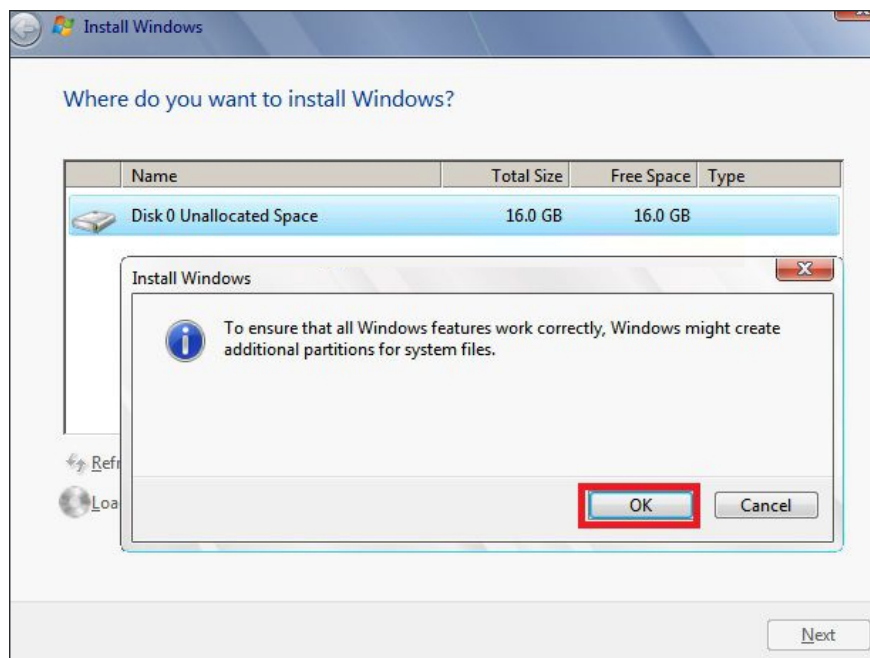 Install Windows
Where do you want to install Windows?
Name Total Size Free Space Type
Disk 0 Unallocated Space 16.0 GB 16.0 GB
Install Windows
To ensure that all Windows features work correctly, Windows might create
additional partitions for system files.
OK Cancel
Next